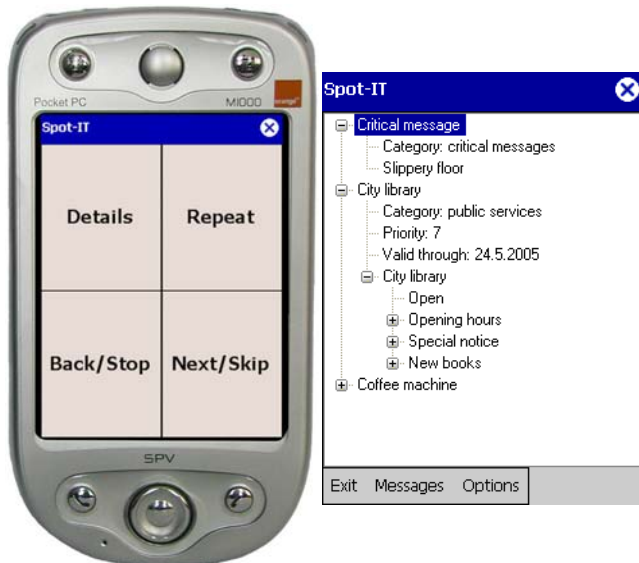 Pocket PC
M1000
orange™
Spot-IT
Details
Repeat
Back/Stop
Next/Skip
SPV
Spot-IT
Critical message
Category: critical messages
Slippery floor
City library
Category: public services
Priority: 7
Valid through: 24.5.2005
City library
Open
Opening hours
Special notice
New books
Coffee machine
Exit Messages Options